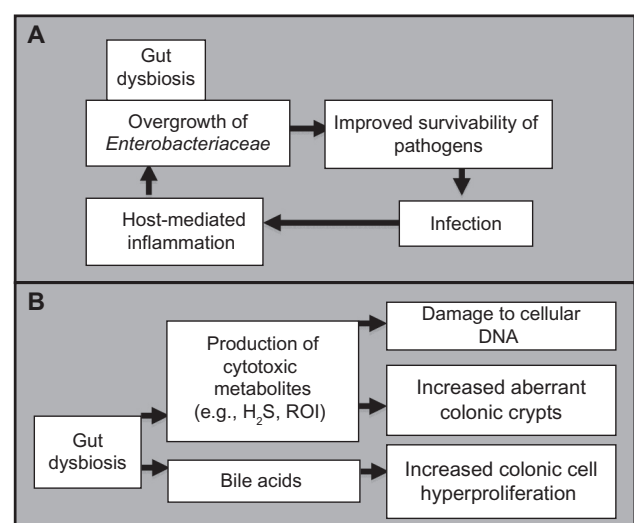 A
Gut
dysbiosis
Overgrowth of
Enterobacteriaceae
Improved survivability of
pathogens
Host-mediated
inflammation
Infection
B
Production of
cytotoxic
metabolites
(e.g., H₂S, ROI)
Damage to cellular
DNA
Increased aberrant
colonic crypts
Gut
dysbiosis
Bile acids
Increased colonic cell
hyperproliferation